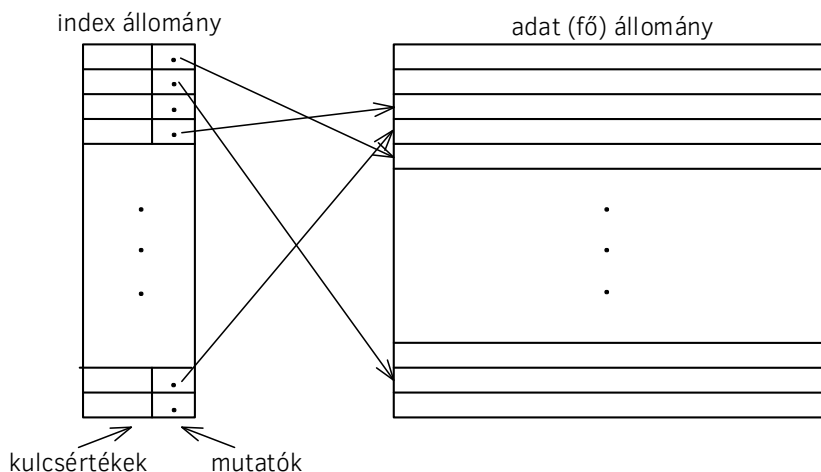 index állomány
adat (fő) állomány
kulcsértékek
mutatók